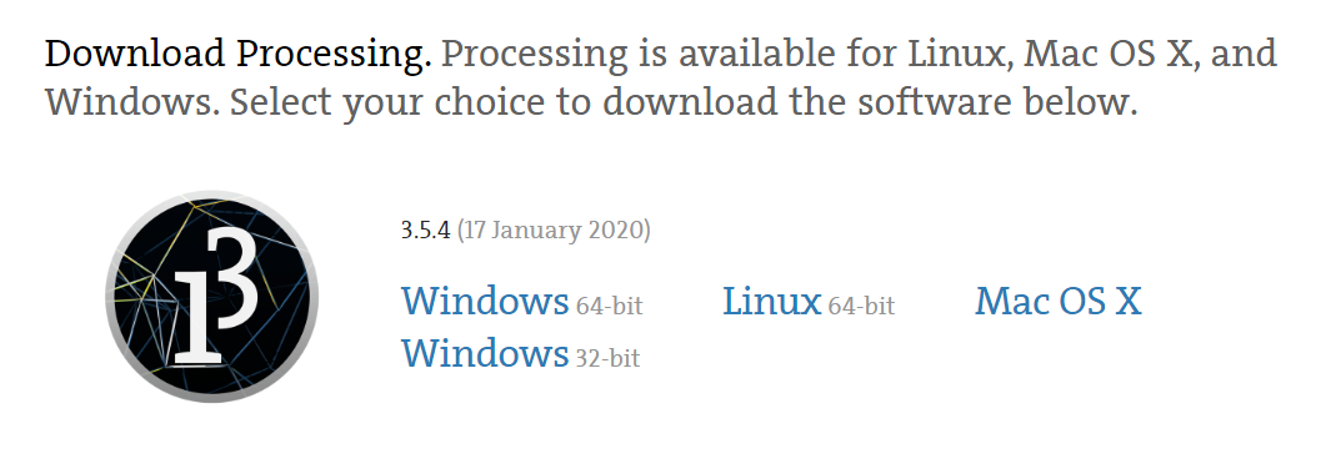 Download Processing. Processing is available for Linux, Mac OS X, and
Windows. Select your choice to download the software below.
3.5.4 (17 January 2020)
Windows 64-bit Linux 64-bit Mac OS X
Windows 32-bit
13